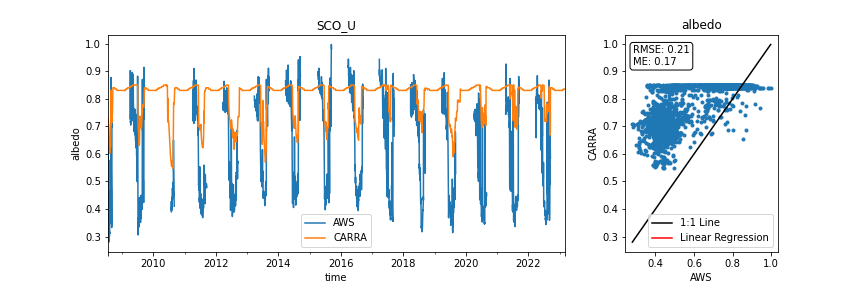 SCO_U
albedo
1.0
0.9
0.8
0.7
0.6
0.5
0.4
0.3
AWS
CARRA
2010
2012
2014
2016
2018
2020
2022
time
albedo
RMSE: 0.21
ME: 0.17
CARRA
1.0
0.9
0.8
0.7
0.6
0.5
0.4
0.3
1:1 Line
Linear Regression
0.4
0.6
0.8
1.0
AWS